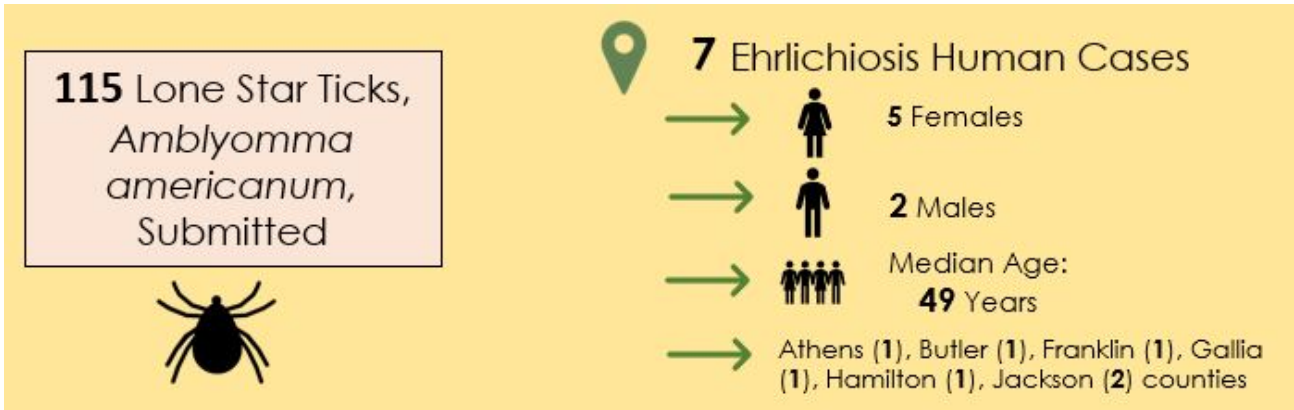 115 Lone Star Ticks,
Amblyomma
americanum,
Submitted
7 Ehrlichiosis Human Cases
5 Females
2 Males
Median Age:
49 Years
Athens (1), Butler (1), Franklin (1), Gallia
(1), Hamilton (1), Jackson (2) counties